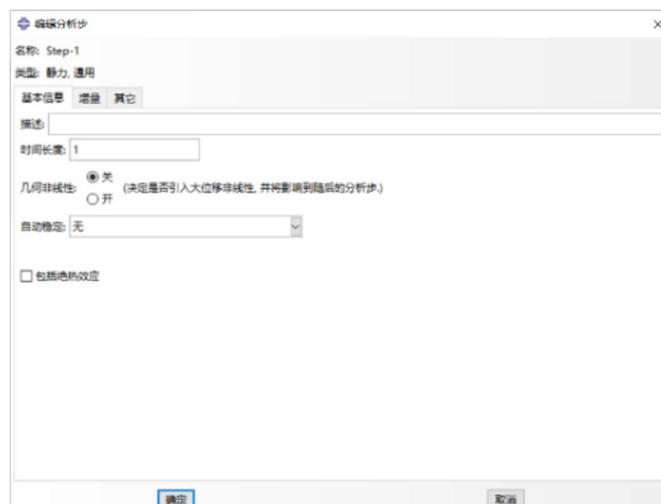 编辑分析步
名称: Step-1
类型: 静力, 通用
基本信息 增量 其它
描述:
时间长度: 1
几何非线性: 关 (决定是否引入大位移非线性, 并将影响到随后的分析步.)
开
自动稳定: 无
包括绝热效应
确定 取消